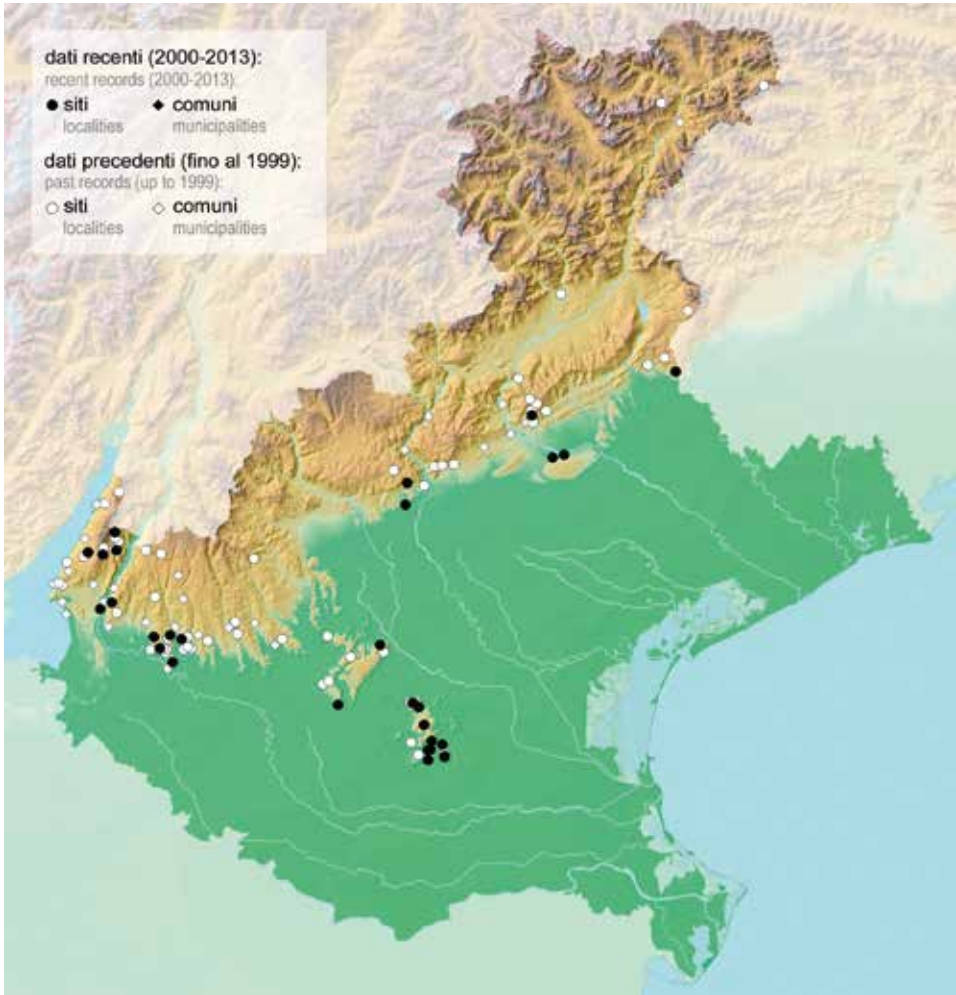 dati recenti (2000-2013):
recent records (2000-2013):
siti comuni
localities municipalities
dati precedenti (fino al 1999):
past records (up to 1999):
siti comuni
localities municipalities